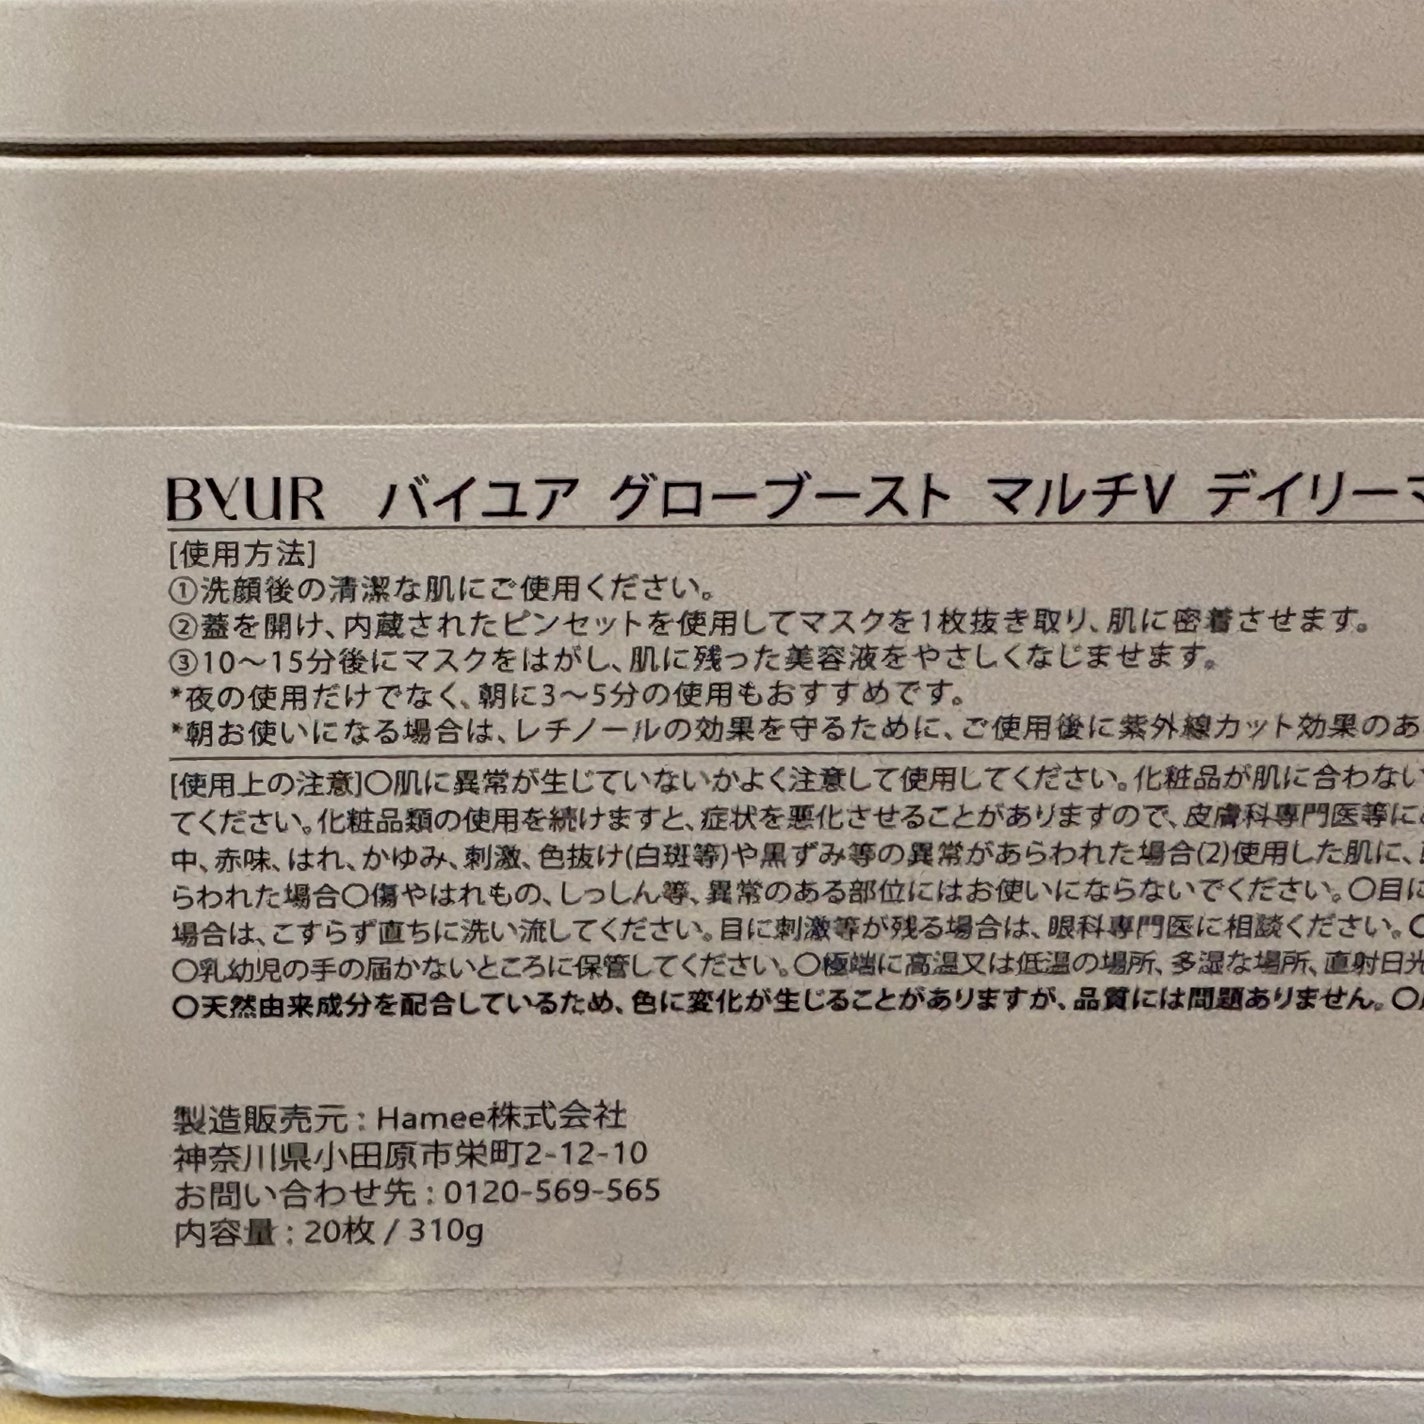 BYUR バイユア グローブースト マルチV デイリーマ
[使用方法]
①洗顔後の清潔な肌にご使用ください。
②蓋を開け、内蔵されたピンセットを使用してマスクを1枚抜き取り、肌に密着させます。
③10〜15分後にマスクをはがし、肌に残った美容液をやさしくなじませます。
*夜の使用だけでなく、朝に3〜5分の使用もおすすめです。
*朝お使いになる場合は、レチノールの効果を守るために、ご使用後に紫外線カット効果のあ
[使用上の注意]〇肌に異常が生じていないかよく注意して使用してください。化粧品が肌に合わない
てください。化粧品類の使用を続けますと、症状を悪化させることがありますので、皮膚科専門医等に
中、赤味、はれ、かゆみ、刺激、色抜け(白斑等)や黒ずみ等の異常があらわれた場合(2)使用した肌に、
らわれた場合〇傷やはれもの、しっしん等、異常のある部位にはお使いにならないでください。〇目に
場合は、こすらず直ちに洗い流してください。目に刺激等が残る場合は、眼科専門医に相談ください。〇
〇乳幼児の手の届かないところに保管してください。〇極端に高温又は低温の場所、多湿な場所、直射日光
〇天然由来成分を配合しているため、色に変化が生じることがありますが、品質には問題ありません。〇
製造販売元 : Hamee株式会社
神奈川県小田原市栄町2-12-10
お問い合わせ先 : 0120-569-565
内容量 : 20枚 / 310g